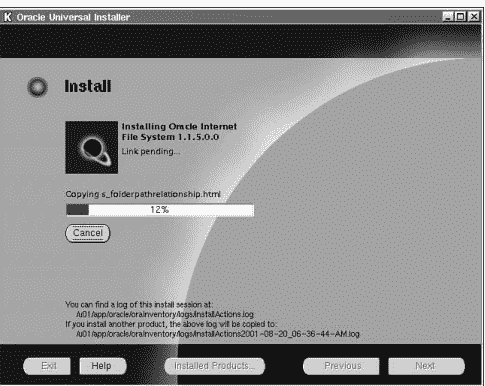 K Oracle Universal Installer
Install
Installing Oracle Internet
File System 1.1.5.0.0
Link pending...
Copying s_folderpathrelationship.html
12%
Cancel
You can find a log of this install session at:
/u01/app/oracle/oraInventory/logs/installActions.log
If you install another product, the above log will be copied to:
/u01/app/oracle/oraInventory/logs/installActions2001-08-20_06-36-44-AM.log
Exit Help Installed Products... Previous Next